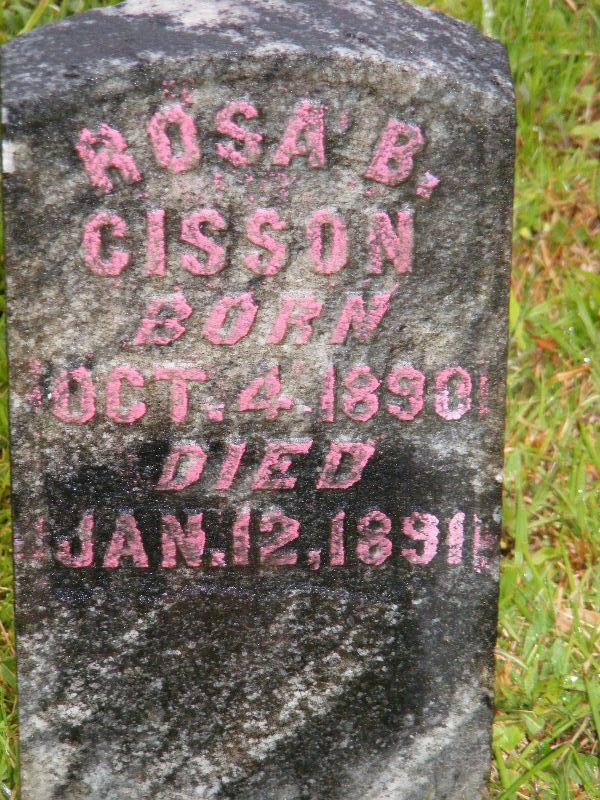 ROSA B.
CISSON
BORN
OCT. 4. 1890
DIED
JAN. 12, 1891